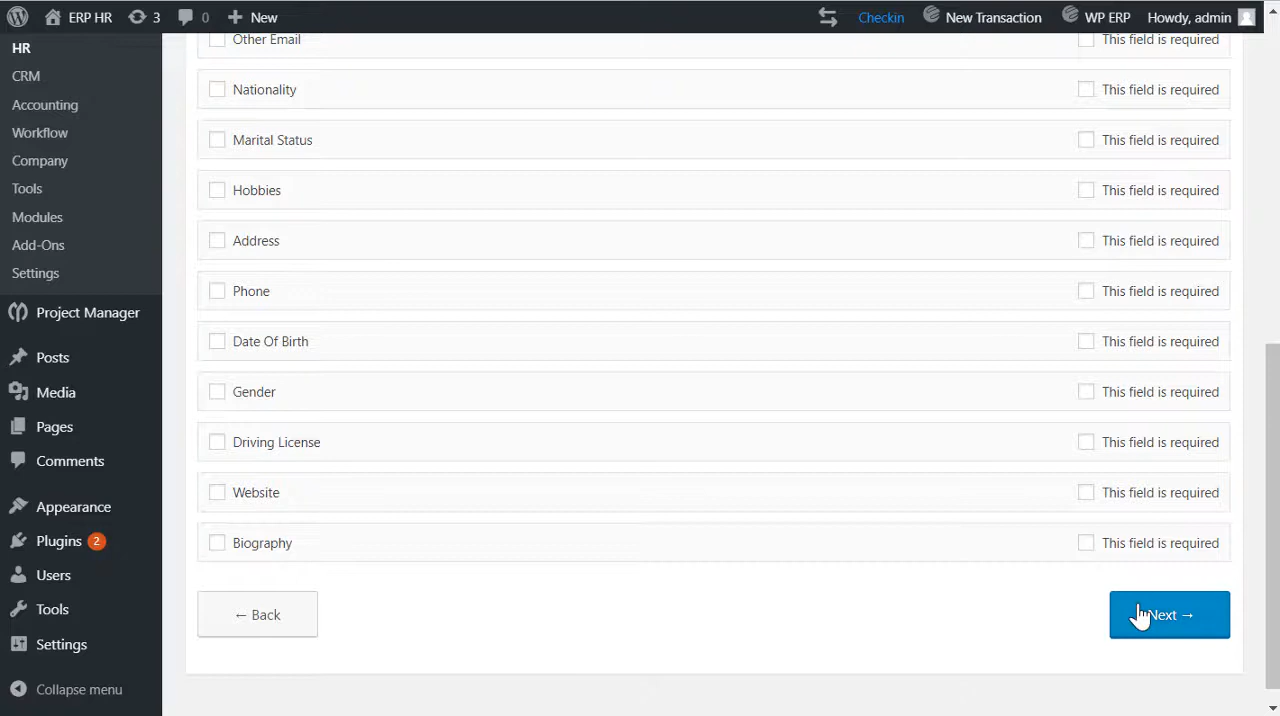 ERP HR 3 0 New Checkin New Transaction WP ERP Howdy, admin
HR
CRM
Accounting
Workflow
Company
Tools
Modules
Add-Ons
Settings
Project Manager
Posts
Media
Pages
Comments
Appearance
Plugins 2
Users
Tools
Settings
Collapse menu
Other Email This field is required
Nationality This field is required
Marital Status This field is required
Hobbies This field is required
Address This field is required
Phone This field is required
Date Of Birth This field is required
Gender This field is required
Driving License This field is required
Website This field is required
Biography This field is required
← Back Next →